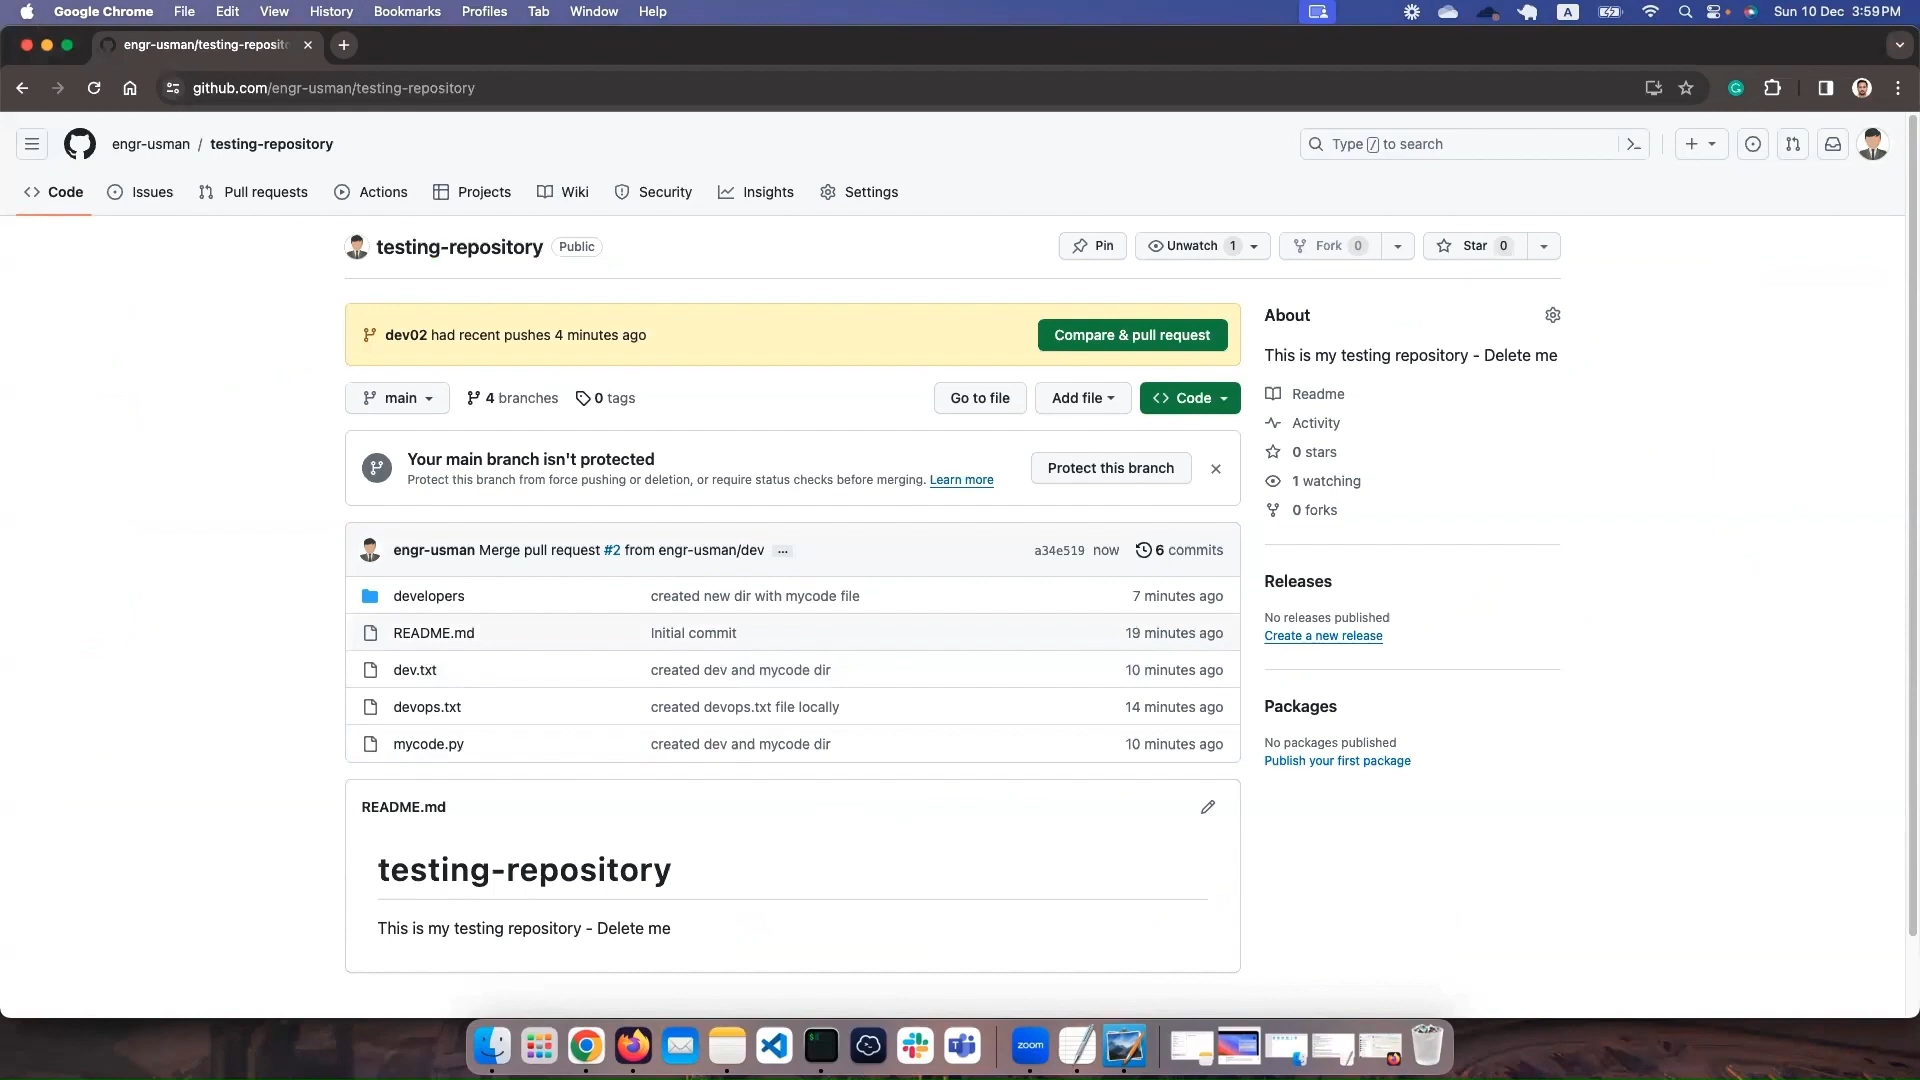 Google Chrome File Edit View History Bookmarks Profiles Tab Window Help A Sun 10 Dec 3:59PM
engr-usman/testing-reposit
github.com/engr-usman/testing-repository
engr-usman / testing-repository Type / to search
Code Issues Pull requests Actions Projects Wiki Security Insights Settings
testing-repository Public Pin Unwatch 1 Fork 0 Star 0
dev02 had recent pushes 4 minutes ago Compare & pull request
main 4 branches 0 tags Go to file Add file Code
Your main branch isn't protected
Protect this branch from force pushing or deletion, or require status checks before merging. Learn more
Protect this branch
engr-usman Merge pull request #2 from engr-usman/dev ... a34e519 now 6 commits
developers created new dir with mycode file 7 minutes ago
README.md Initial commit 19 minutes ago
dev.txt created dev and mycode dir 10 minutes ago
devops.txt created devops.txt file locally 14 minutes ago
mycode.py created dev and mycode dir 10 minutes ago
README.md
testing-repository
This is my testing repository - Delete me
About
This is my testing repository - Delete me
Readme
Activity
0 stars
1 watching
0 forks
Releases
No releases published
Create a new release
Packages
No packages published
Publish your first package
zoom